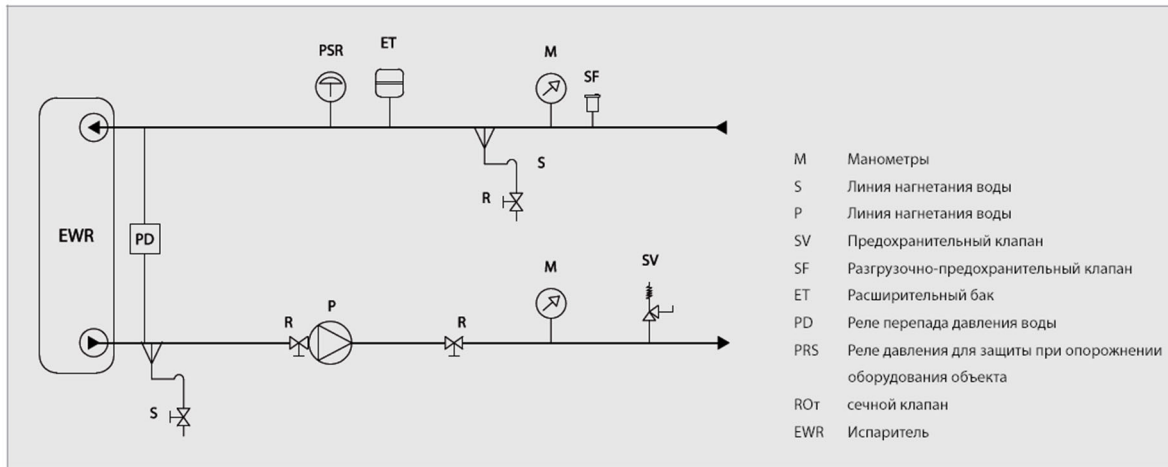 PSR
ET
M
SF
S
R
EWR
PD
P
R
R
M
SV
S
M Манометры
S Линия нагнетания воды
P Линия нагнетания воды
SV Предохранительный клапан
SF Разгрузочно-предохранительный клапан
ET Расширительный бак
PD Реле перепада давления воды
PRS Реле давления для защиты при опорожнении
оборудования объекта
ROт сечной клапан
EWR Испаритель